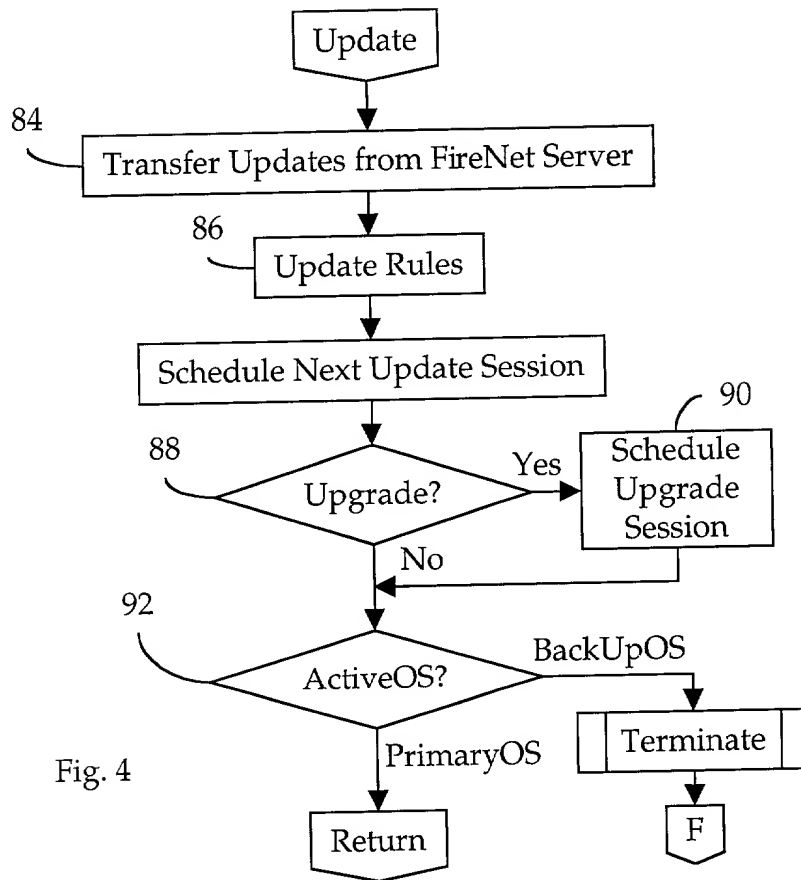 Update
84
Transfer Updates from FireNet Server
86
Update Rules
Schedule Next Update Session
90
88
Upgrade?
Yes
Schedule
Upgrade
Session
No
92
ActiveOS?
BackUpOS
Terminate
PrimaryOS
Fig. 4
Return
F